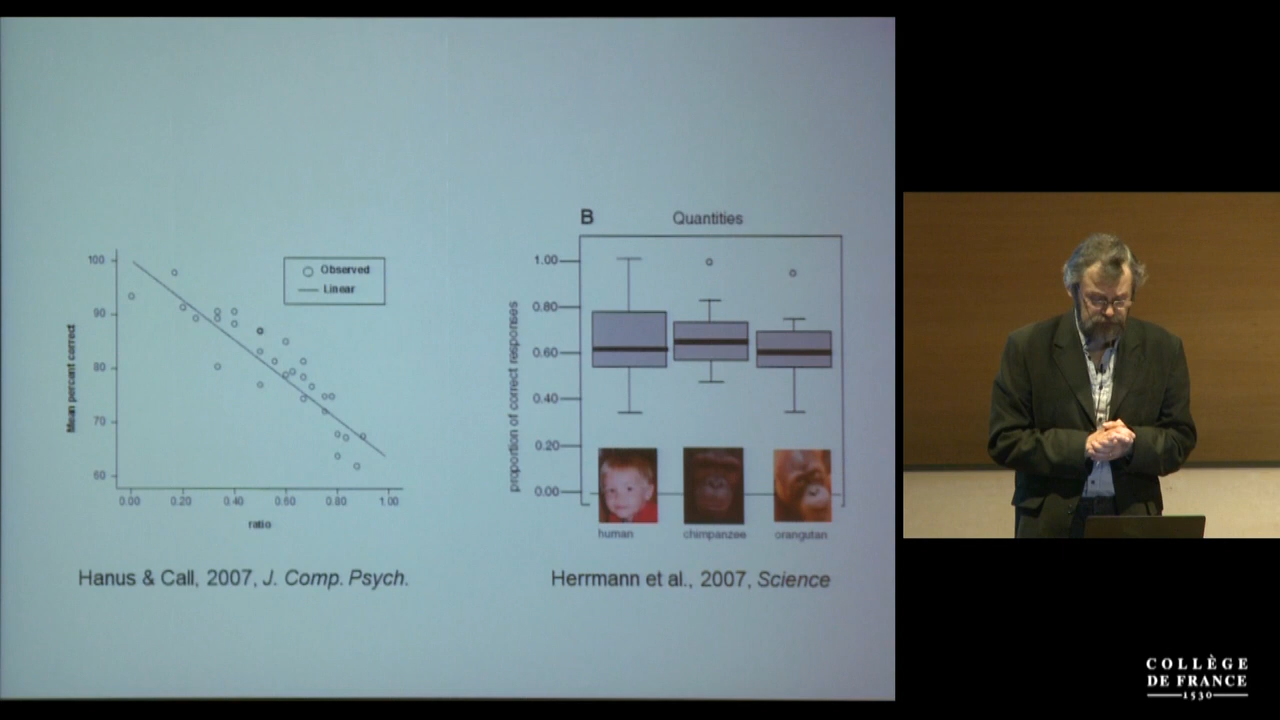 B
Quantities
100
90
80
70
60
Mean percent correct
Observed
Linear
0.00 0.20 0.40 0.60 0.80 1.00
ratio
Hanus & Call, 2007, J. Comp. Psych.
proportion of correct responses
1.00
0.80
0.60
0.40
0.20
0.00
human chimpanzee orangutan
Herrmann et al., 2007, Science
COLLÈGE
DE FRANCE
1530